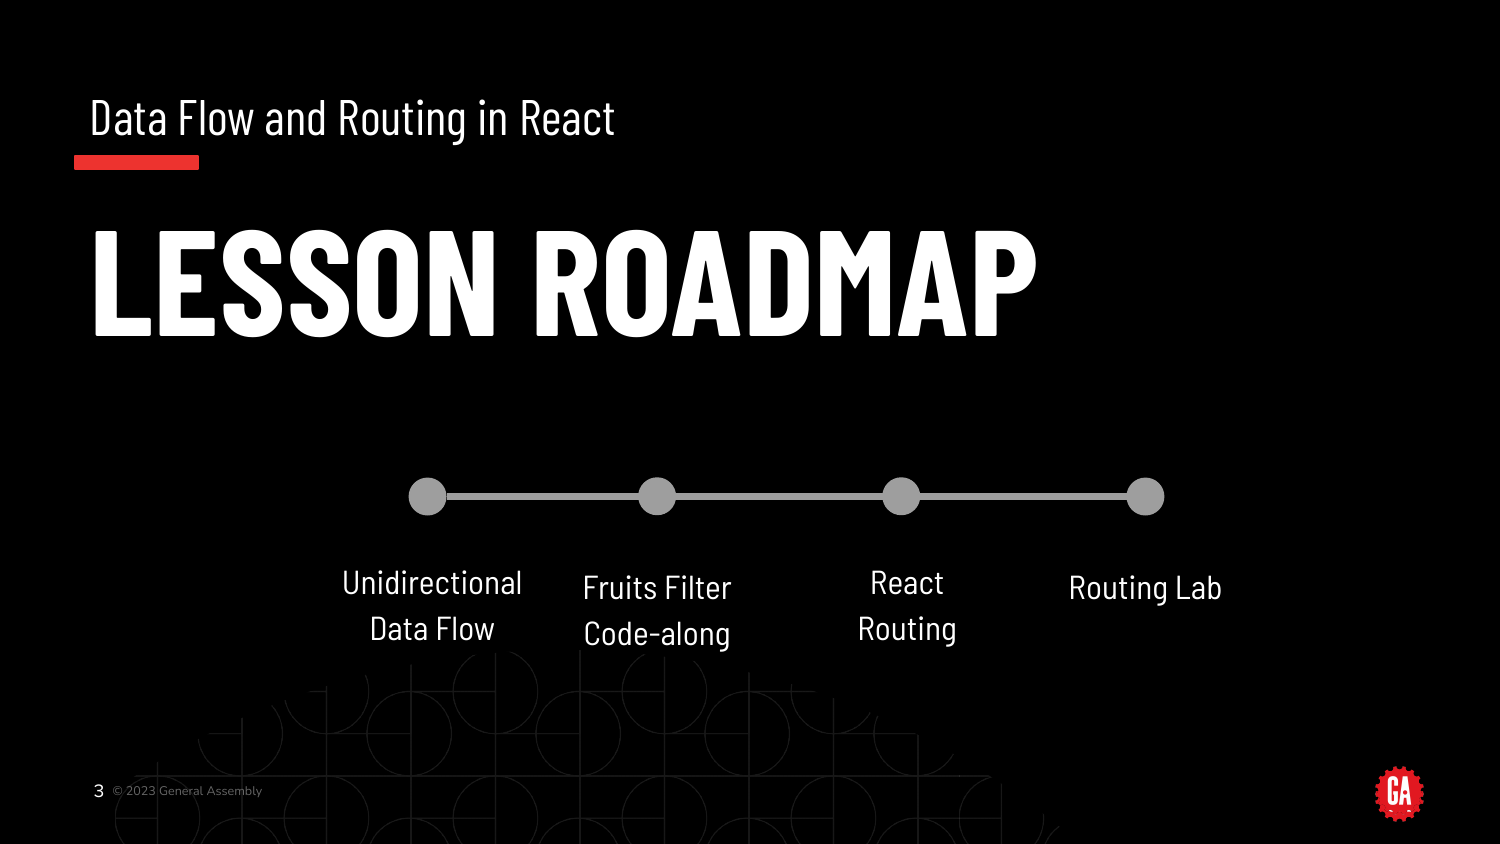 Data Flow and Routing in React
LESSON ROADMAP
Unidirectional
Data Flow
Fruits Filter
Code-along
React
Routing
Routing Lab
3 © 2023 General Assembly
GA